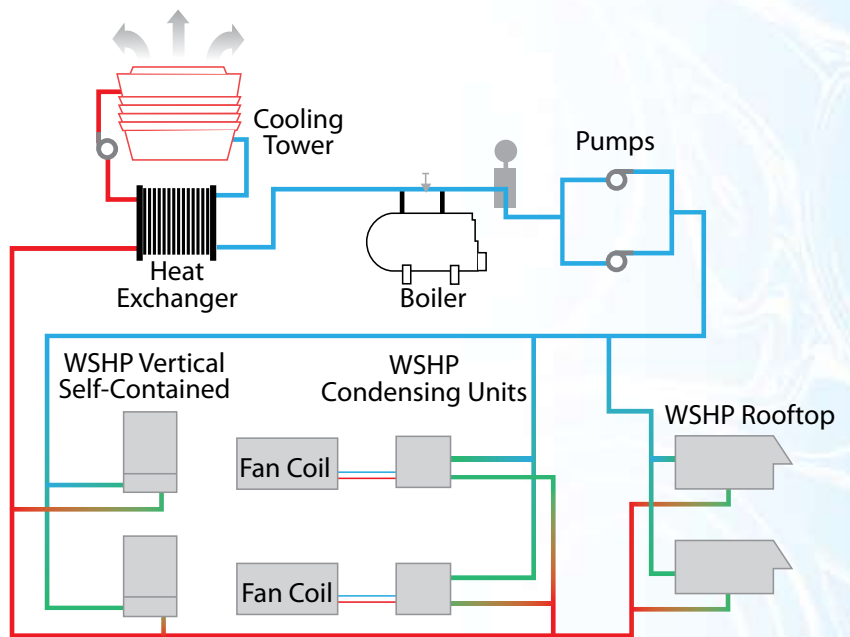 Cooling
Tower
Pumps
Heat
Exchanger
Boiler
WSHP Vertical
Self-Contained
WSHP
Condensing Units
WSHP Rooftop
Fan Coil
Fan Coil